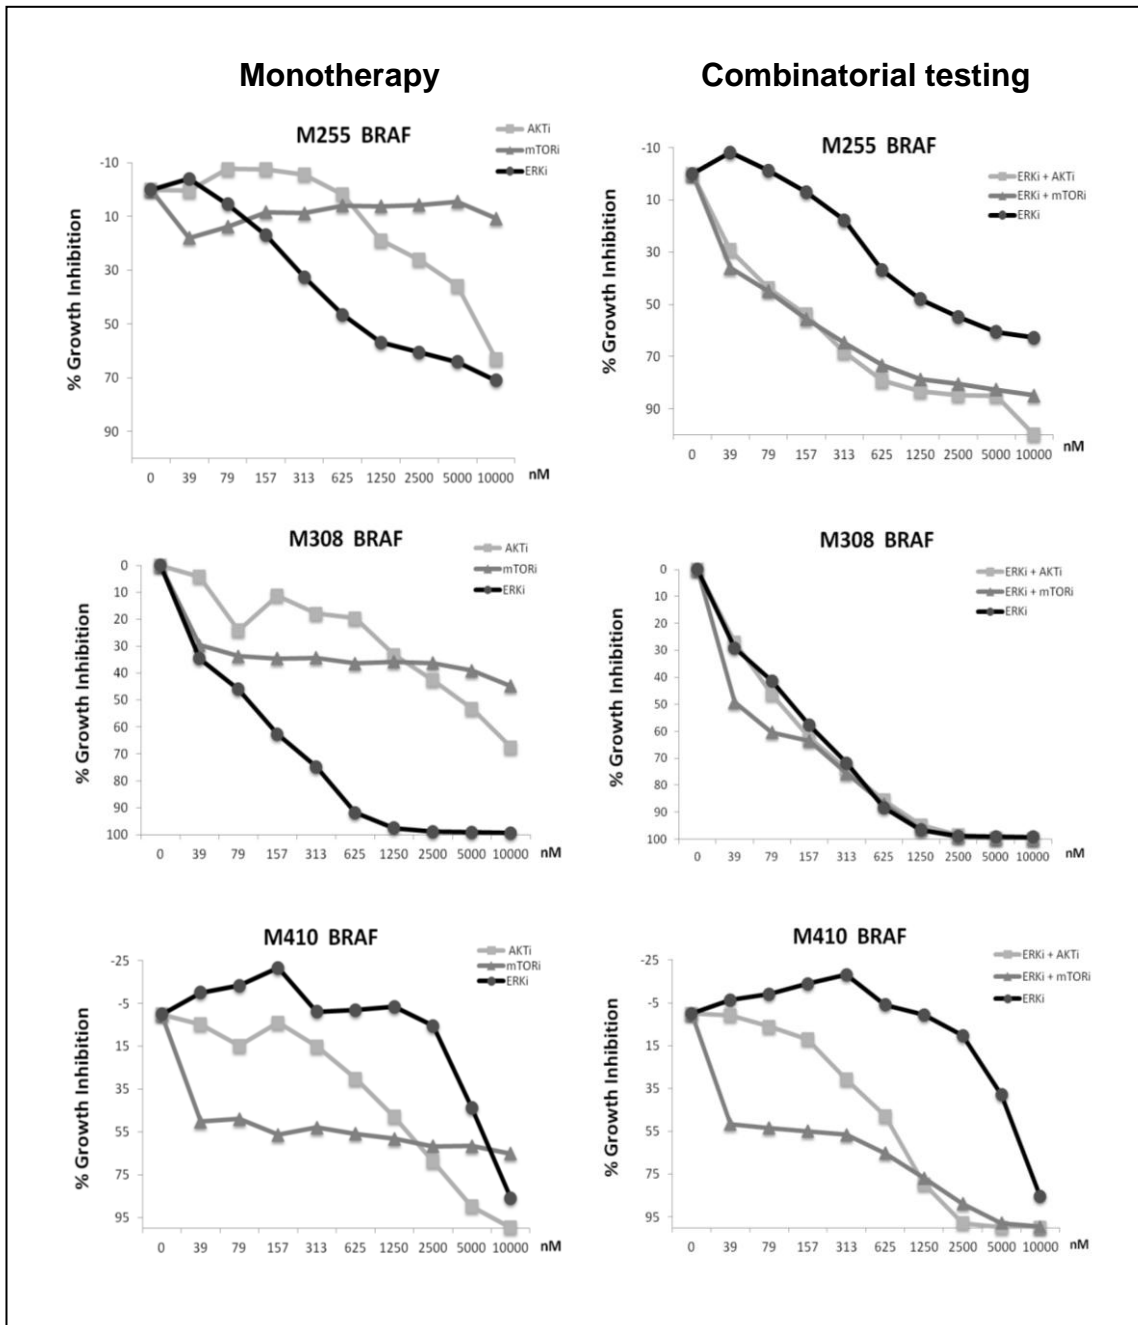 Monotherapy
Combinatorial testing
M255 BRAF
AKTi
mTORi
ERKi
% Growth Inhibition
-10
10
30
50
70
90
0 39 79 157 313 625 1250 2500 5000 10000 nM
M255 BRAF
ERKi + AKTi
ERKi + mTORi
ERKi
% Growth Inhibition
-10
10
30
50
70
90
0 39 79 157 313 625 1250 2500 5000 10000 nM
M308 BRAF
AKTi
mTORi
ERKi
% Growth Inhibition
0
10
20
30
40
50
60
70
80
90
100
0 39 79 157 313 625 1250 2500 5000 10000 nM
M308 BRAF
ERKi + AKTi
ERKi + mTORi
ERKi
% Growth Inhibition
0
10
20
30
40
50
60
70
80
90
100
0 39 79 157 313 625 1250 2500 5000 10000 nM
M410 BRAF
AKTi
mTORi
ERKi
% Growth Inhibition
-25
-5
15
35
55
75
95
0 39 79 157 313 625 1250 2500 5000 10000 nM
M410 BRAF
ERKi + AKTi
ERKi + mTORi
ERKi
% Growth Inhibition
-25
-5
15
35
55
75
95
0 39 79 157 313 625 1250 2500 5000 10000 nM